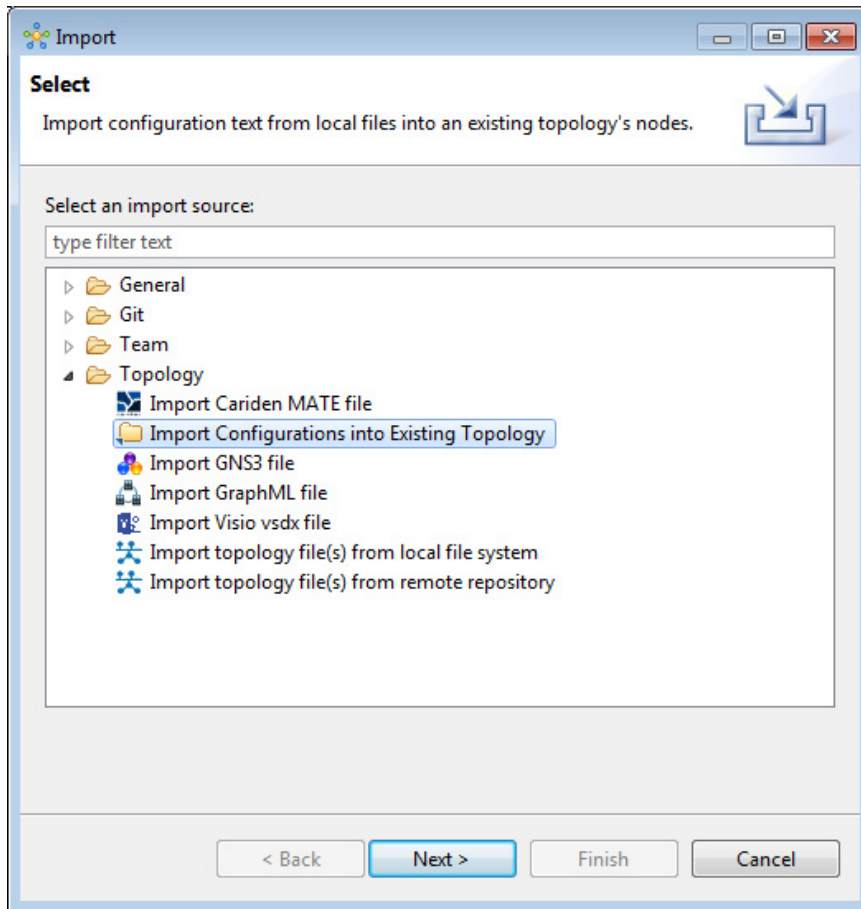 Import
Select
Import configuration text from local files into an existing topology's nodes.
Select an import source:
type filter text
General
Git
Team
Topology
Import Cariden MATE file
Import Configurations into Existing Topology
Import GNS3 file
Import GraphML file
Import Visio vsdx file
Import topology file(s) from local file system
Import topology file(s) from remote repository
< Back Next > Finish Cancel